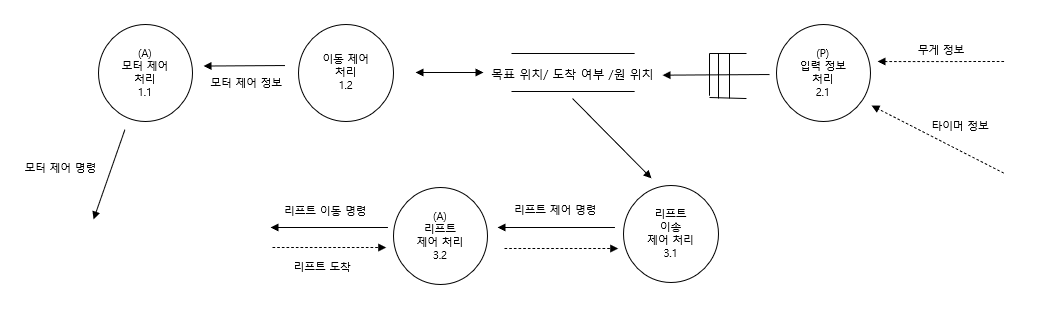 (A)
모터 제어
처리
1.1
모터 제어 정보
이동 제어
처리
1.2
목표 위치/ 도착 여부 /원 위치
(P)
입력 정보
처리
2.1
무게 정보
타이머 정보
모터 제어 명령
리프트 이동 명령
리프트 도착
(A)
리프트
제어 처리
3.2
리프트 제어 명령
리프트
이송
제어 처리
3.1